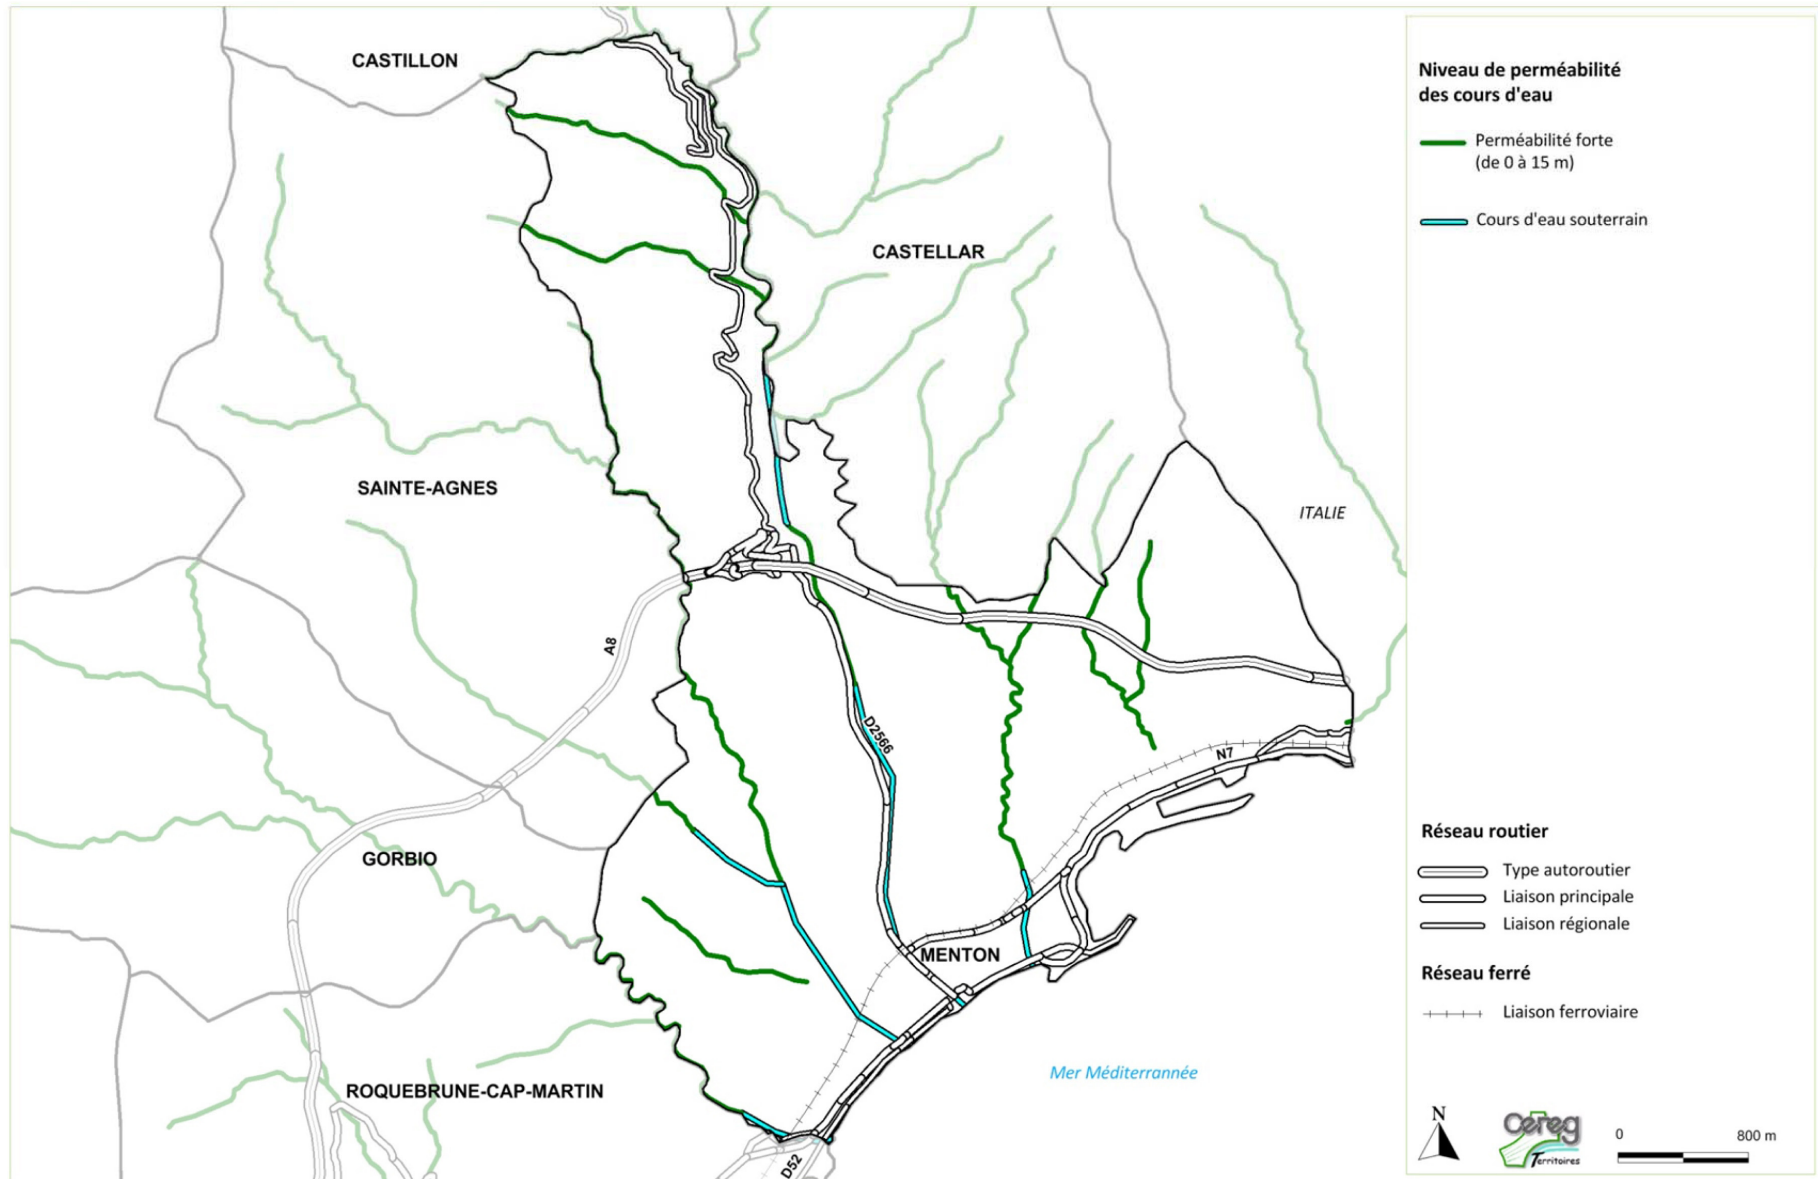 CASTILLON
CASTELLAR
SAINTE-AGNES
ITALIE
A8
D2566
N7
GORBIO
MENTON
ROQUEBRUNE-CAP-MARTIN
Mer Méditerrannée
D52
Niveau de perméabilité
des cours d'eau
Perméabilité forte
(de 0 à 15 m)
Cours d'eau souterrain
Réseau routier
Type autoroutier
Liaison principale
Liaison régionale
Réseau ferré
Liaison ferroviaire
N
Cereg
Territoires
0 800 m